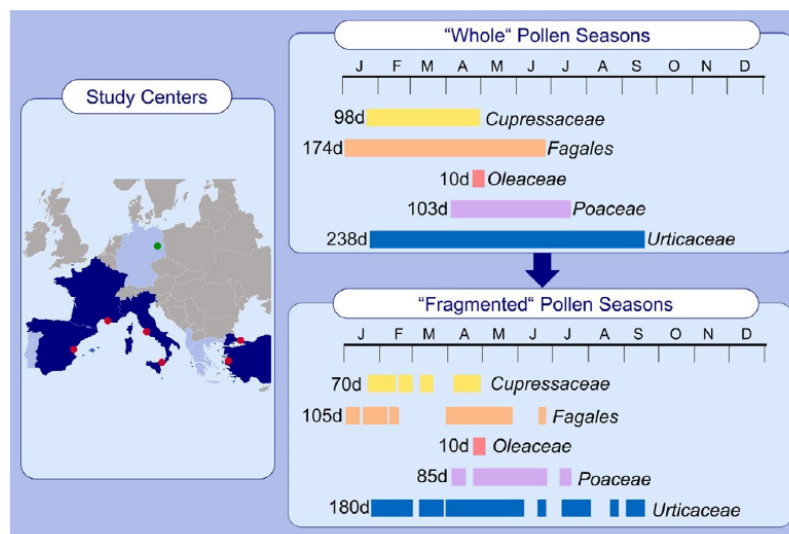 Study Centers
“Whole“ Pollen Seasons
J F M A M J J A S O N D
98d Cupressaceae
174d Fagales
10d Oleaceae
103d Poaceae
238d Urticaceae
“Fragmented“ Pollen Seasons
J F M A M J J A S O N D
70d Cupressaceae
105d Fagales
10d Oleaceae
85d Poaceae
180d Urticaceae